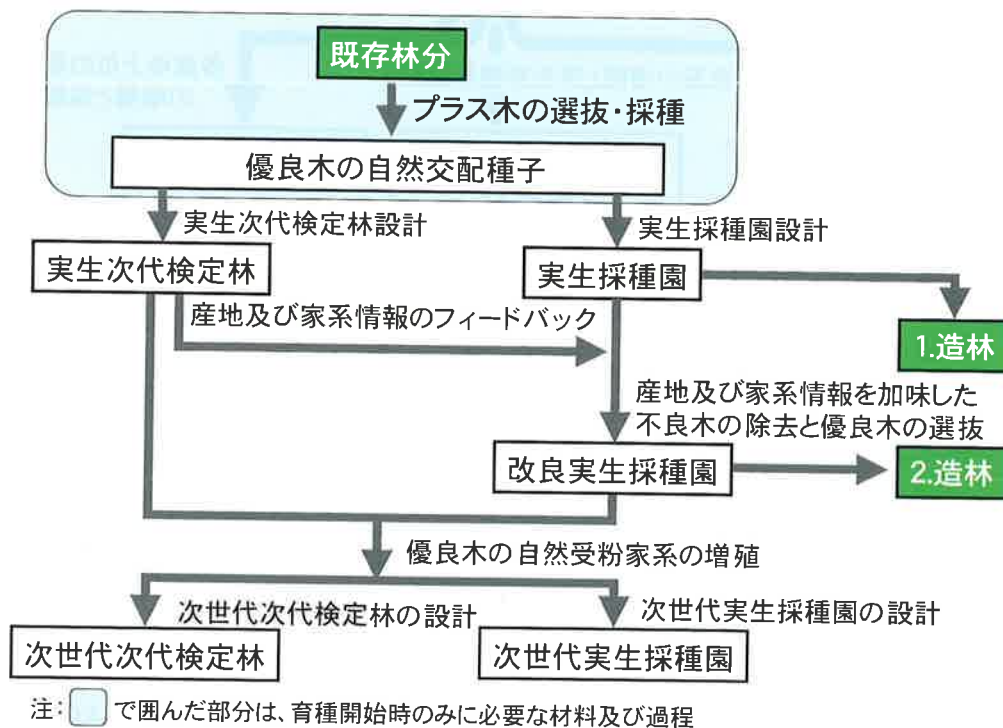 既存林分
プラス木の選抜・採種
優良木の自然交配種子
実生次代検定林設計
実生採種園設計
実生次代検定林
実生採種園
産地及び家系情報のフィードバック
1.造林
産地及び家系情報を加味した
不良木の除去と優良木の選抜
改良実生採種園
2.造林
優良木の自然受粉家系の増殖
次世代次代検定林の設計
次世代実生採種園の設計
次世代次代検定林
次世代実生採種園
注: で囲んだ部分は、育種開始時のみに必要な材料及び過程